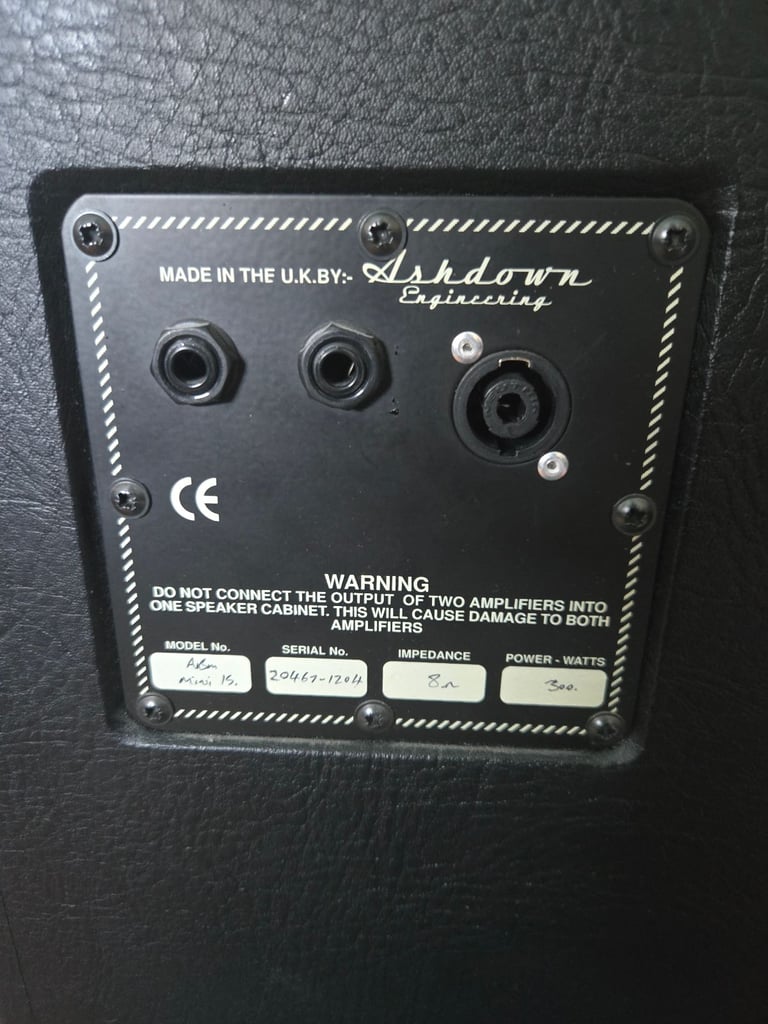 MADE IN THE U.K.BY:- Ashdown
Engineering
CE
WARNING
DO NOT CONNECT THE OUTPUT OF TWO AMPLIFIERS INTO
ONE SPEAKER CABINET. THIS WILL CAUSE DAMAGE TO BOTH
AMPLIFIERS
MODEL No. SERIAL No. IMPEDANCE POWER - WATTS
ABM
mini 15. 20467-1204 8Ω 300.